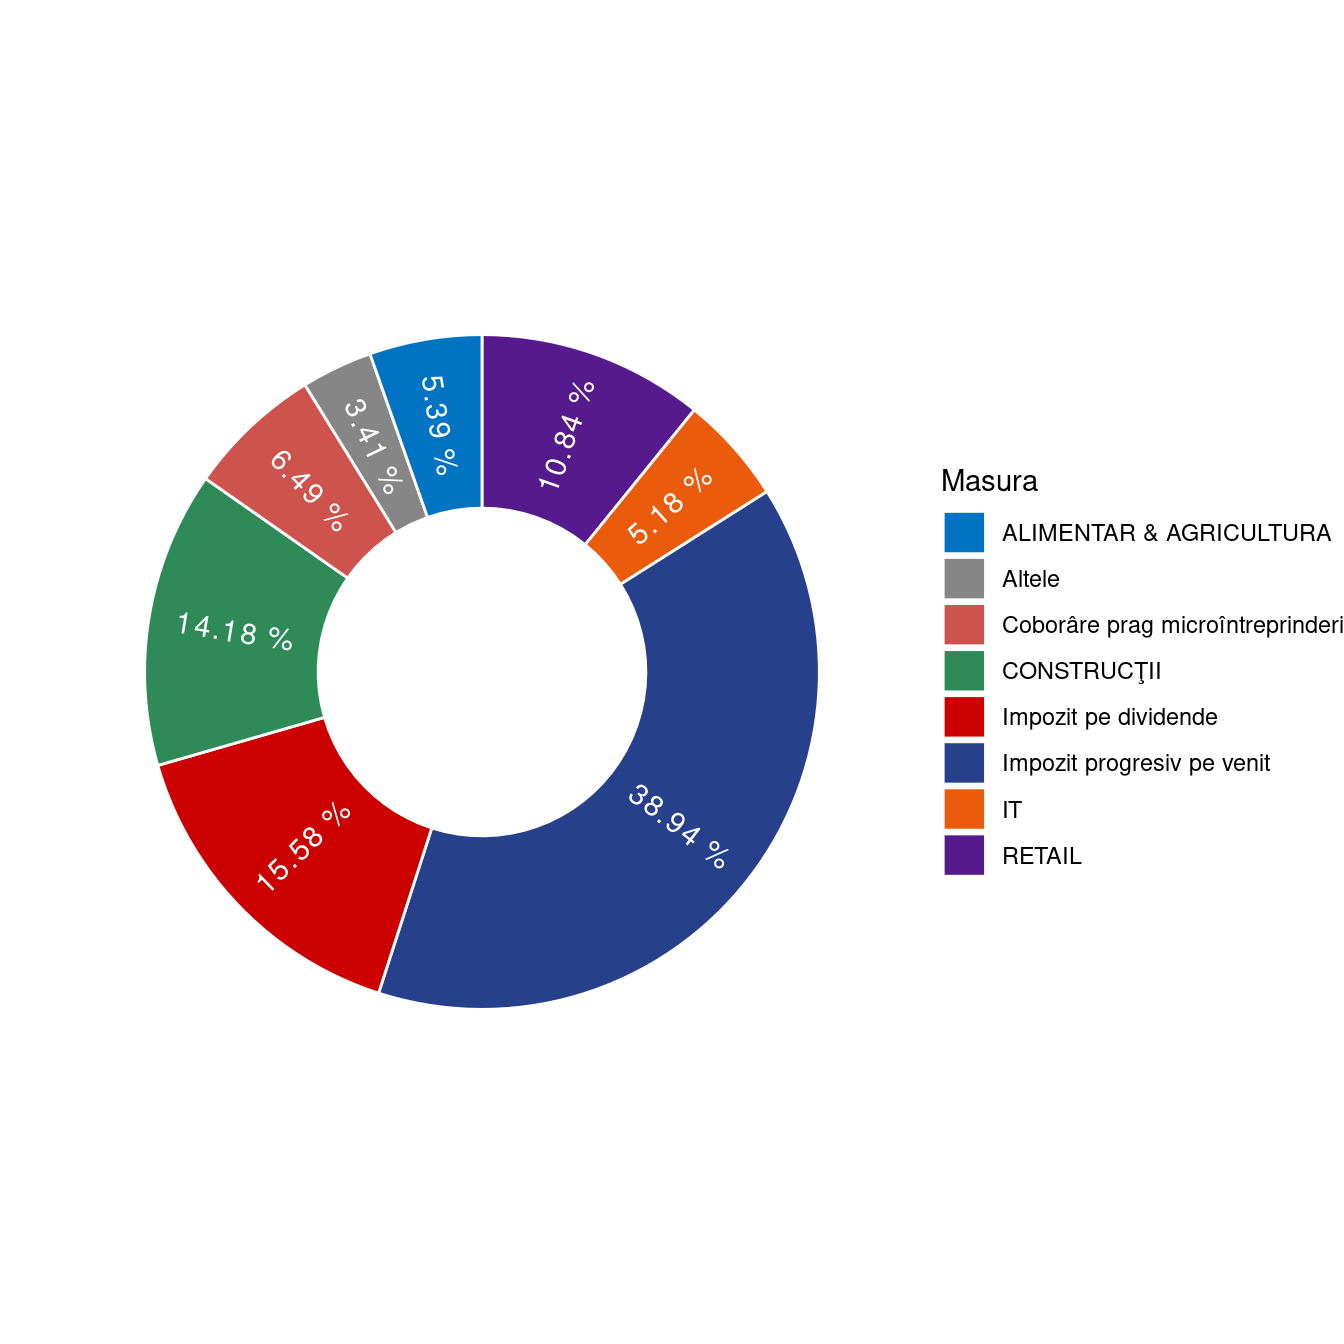 10.84 %
5.18 %
38.94 %
15.58 %
14.18 %
6.49 %
3.41 %
5.39 %
Masura
ALIMENTAR & AGRICULTURA
Altele
Coborâre prag microîntreprinderi
CONSTRUCŢII
Impozit pe dividende
Impozit progresiv pe venit
IT
RETAIL